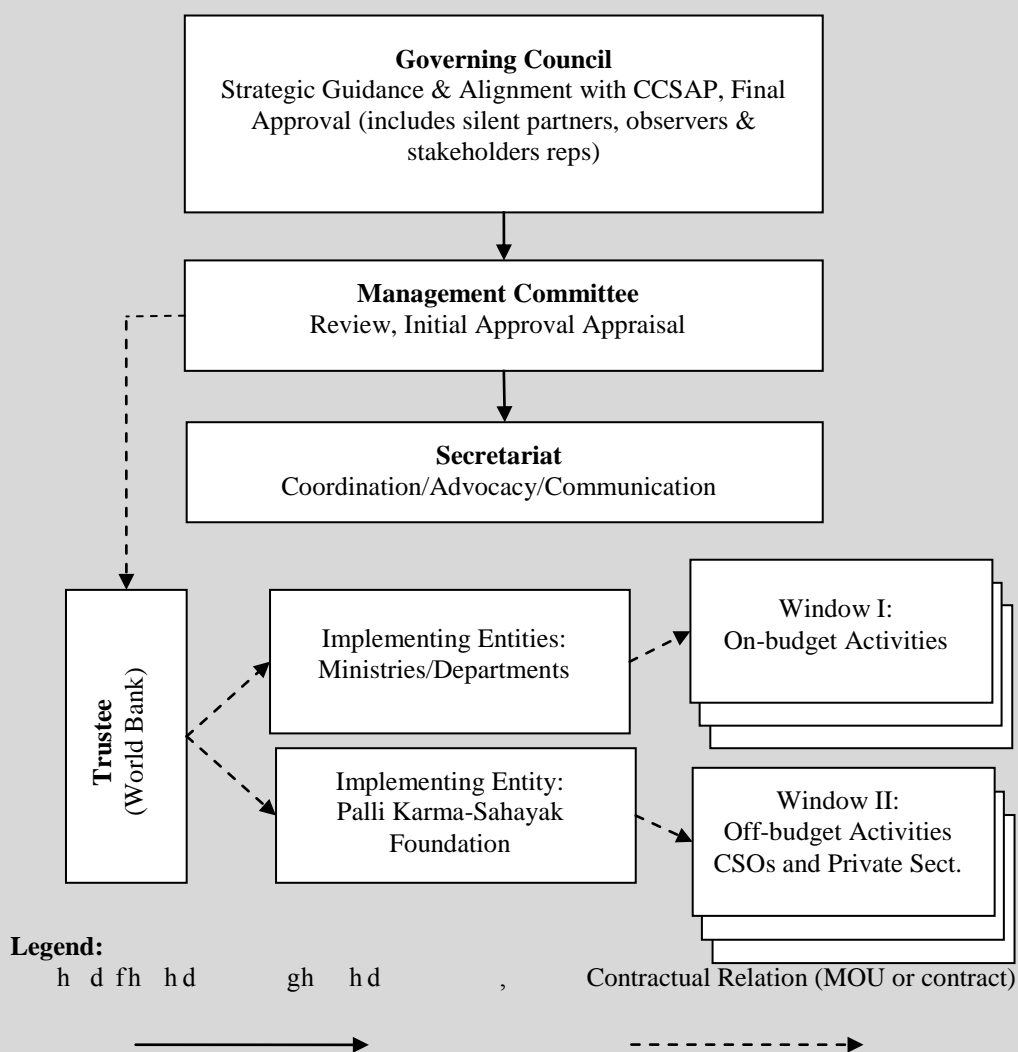 Governing Council
Strategic Guidance & Alignment with CCSAP, Final
Approval (includes silent partners, observers &
stakeholders reps)
Management Committee
Review, Initial Approval Appraisal
Secretariat
Coordination/Advocacy/Communication
Trustee
(World Bank)
Implementing Entities:
Ministries/Departments
Window I:
On-budget Activities
Implementing Entity:
Palli Karma-Sahayak
Foundation
Window II:
Off-budget Activities
CSOs and Private Sect.
Legend:
h d fh h d gh h d , Contractual Relation (MOU or contract)